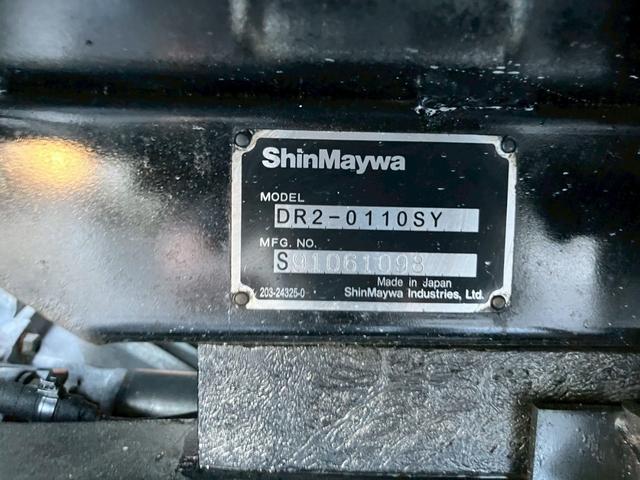 ShinMaywa
MODEL
DR2-0110SY
MFG. NO.
S91061098
Made in Japan
203-24325-0 ShinMaywa Industries, Ltd.